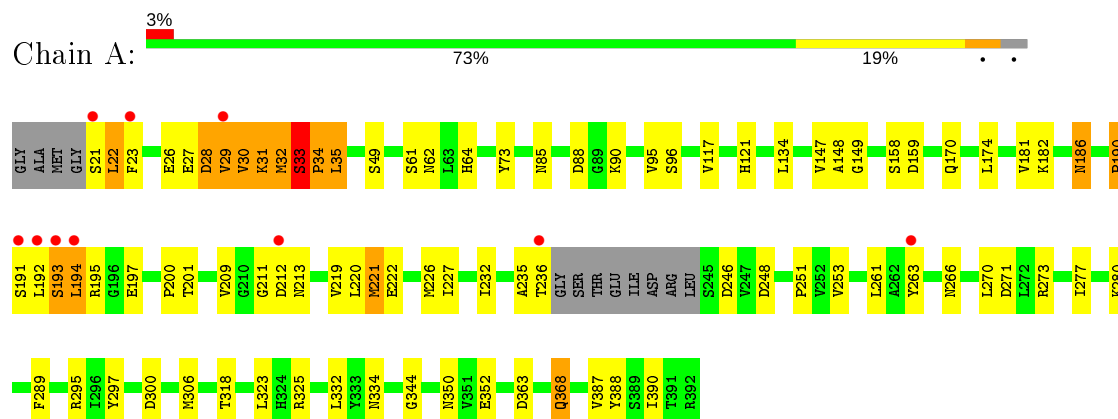 3%
Chain A:
73%
19%
•
•
GLY ALA MET GLY S21 L22 F23 E26 E27 D28 V29 V30 K31 M32 S33 P34 L35 S49 S61 N62 L63 H64 Y73 N85 D88 G89 K90 V95 S96 V117 H121 L134 V147 A148 G149 S158 D159 Q170 L174 V181 K182 N186
S191 L192 S193 L194 R195 G196 E197 P200 T201 V209 G210 G211 D212 N213 V219 L220 M221 E222 M226 I227 I232 A235 T236 GLY SER THR GLU ILE ASP ARG LEU S245 D246 V247 D248 P251 V252 V253 L261 A262 Y263 N266 L270 D271 L272 R273 I277
F289 R295 I296 Y297 D300 M306 T318 L323 H324 R325 L332 Y333 N334 G344 N350 V351 E352 D363 Q368 V387 Y388 S389 I390 T391 R392